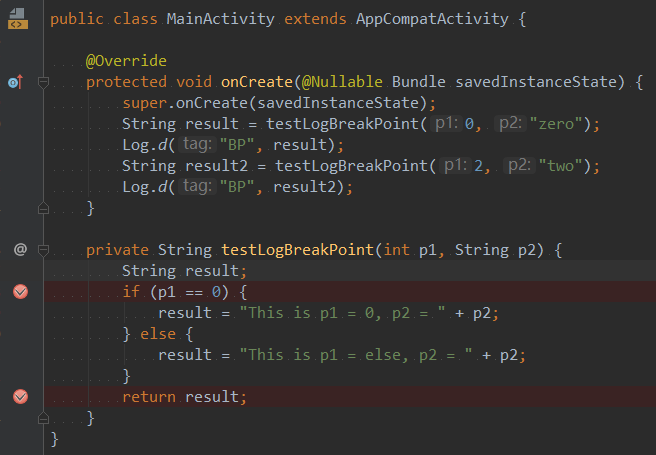 public class MainActivity extends AppCompatActivity {
@Override
protected void onCreate(@Nullable Bundle savedInstanceState) {
super.onCreate(savedInstanceState);
String result = testLogBreakPoint( p1: 0, p2: "zero");
Log.d( tag: "BP", result);
String result2 = testLogBreakPoint( p1: 2, p2: "two");
Log.d( tag: "BP", result2);
}
@ private String testLogBreakPoint(int p1, String p2) {
String result;
if (p1 == 0) {
result = "This is p1 = 0, p2 = " + p2;
} else {
result = "This is p1 = else, p2 = " + p2;
}
return result;
}
}